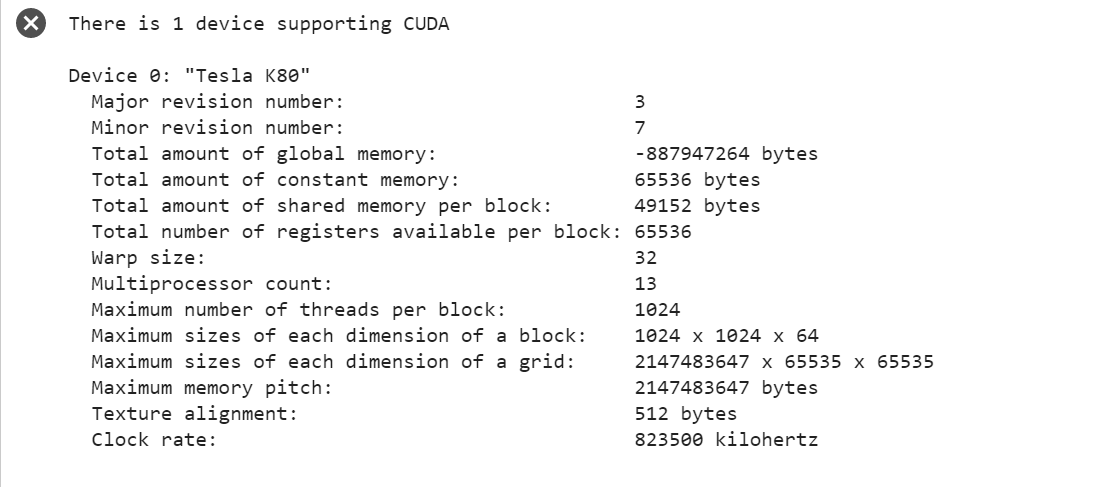 There is 1 device supporting CUDA
Device 0: "Tesla K80"
Major revision number: 3
Minor revision number: 7
Total amount of global memory: -887947264 bytes
Total amount of constant memory: 65536 bytes
Total amount of shared memory per block: 49152 bytes
Total number of registers available per block: 65536
Warp size: 32
Multiprocessor count: 13
Maximum number of threads per block: 1024
Maximum sizes of each dimension of a block: 1024 x 1024 x 64
Maximum sizes of each dimension of a grid: 2147483647 x 65535 x 65535
Maximum memory pitch: 2147483647 bytes
Texture alignment: 512 bytes
Clock rate: 823500 kilohertz